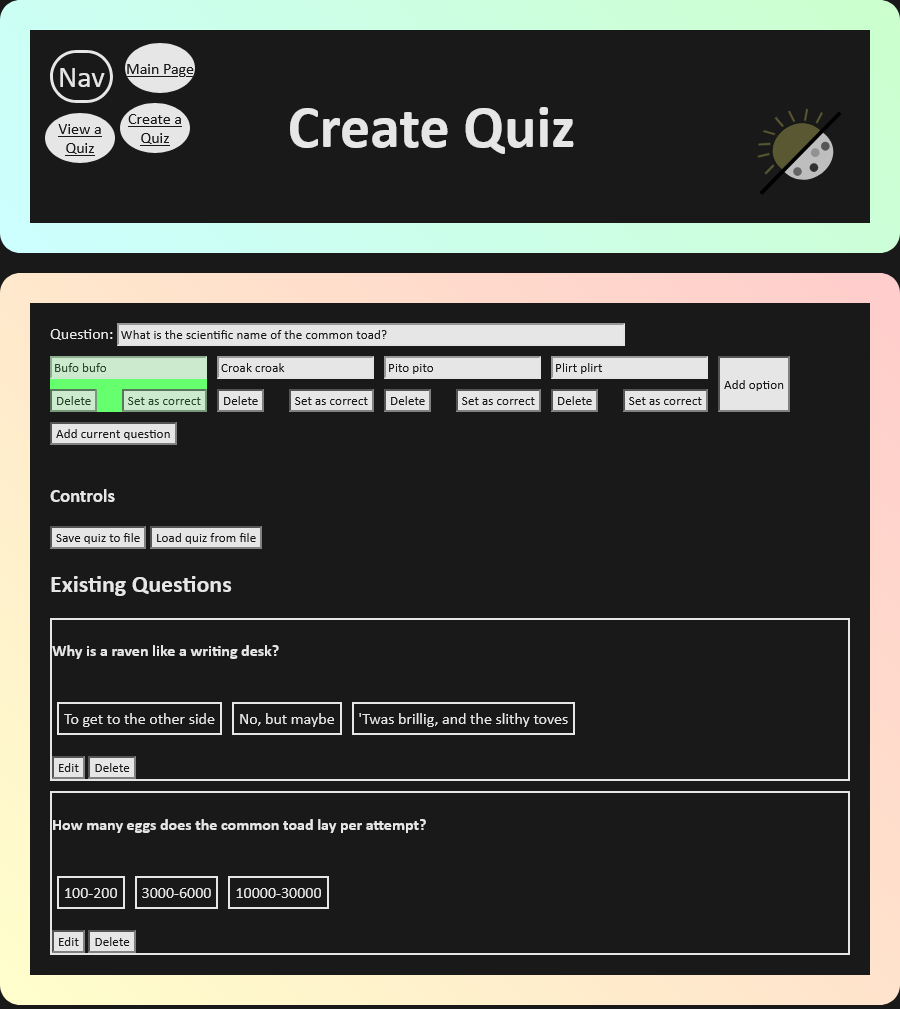 Nav
Main Page
View a
Quiz
Create a
Quiz
Create Quiz
Question: What is the scientific name of the common toad?
Bufo bufo Croak croak Pito pito Plirt plirt Add option
Delete Set as correct Delete Set as correct Delete Set as correct Delete Set as correct
Add current question
Controls
Save quiz to file Load quiz from file
Existing Questions
Why is a raven like a writing desk?
To get to the other side No, but maybe 'Twas brillig, and the slithy toves
Edit Delete
How many eggs does the common toad lay per attempt?
100-200 3000-6000 10000-30000
Edit Delete